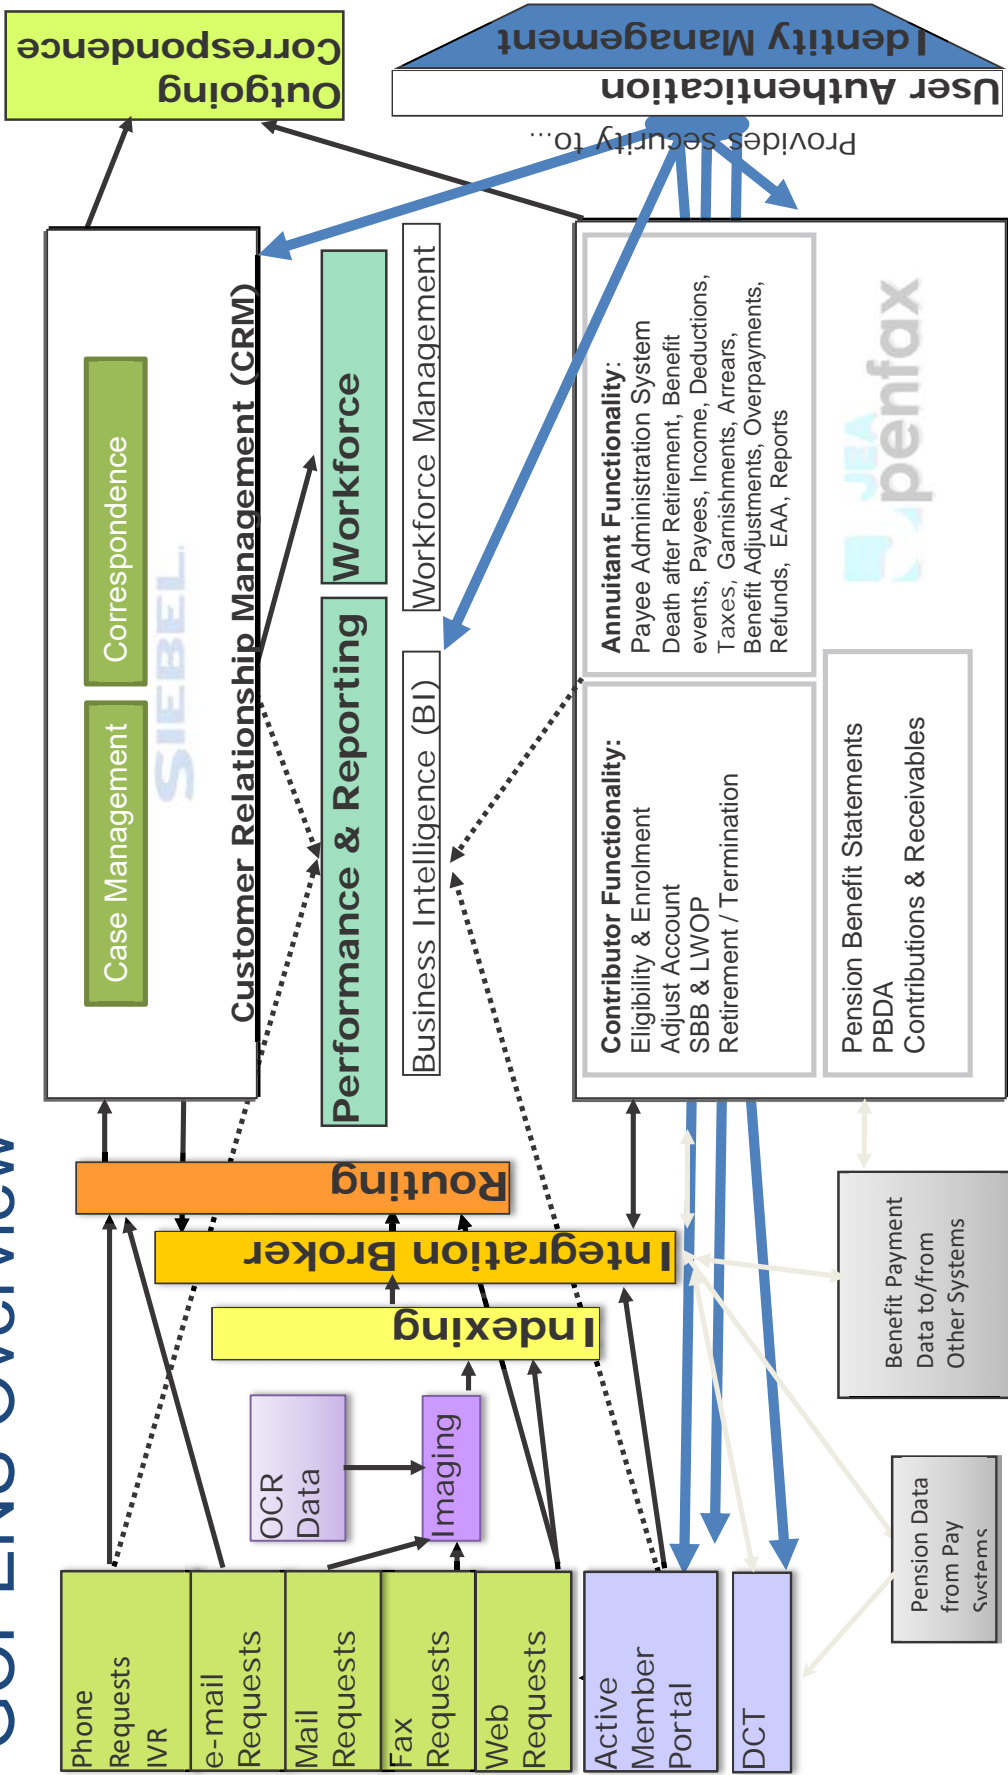 Overview
Phone
Requests
IVR
e-mail
Requests
Mail
Requests
Fax
Requests
Web
Requests
Active
Member
Portal
DCT
OCR
Data
Imaging
Indexing
Integration Broker
Routing
Case Management
Correspondence
SIEBEL
Customer Relationship Management (CRM)
Performance & Reporting
Workforce
Business Intelligence (BI)
Workforce Management
Contributor Functionality:
Eligibility & Enrolment
Adjust Account
SBB & LWOP
Retirement / Termination
Annuitant Functionality:
Payee Administration System
Death after Retirement, Benefit
events, Payees, Income, Deductions,
Taxes, Garnishments, Arrears,
Benefit Adjustments, Overpayments,
Refunds, EAA, Reports
Pension Benefit Statements
PBDA
Contributions & Receivables
JEA
penfax
Outgoing
Correspondence
Provides security to...
User Authentication
Identity Management
Pension Data
from Pay
Systems
Benefit Payment
Data to/from
Other Systems